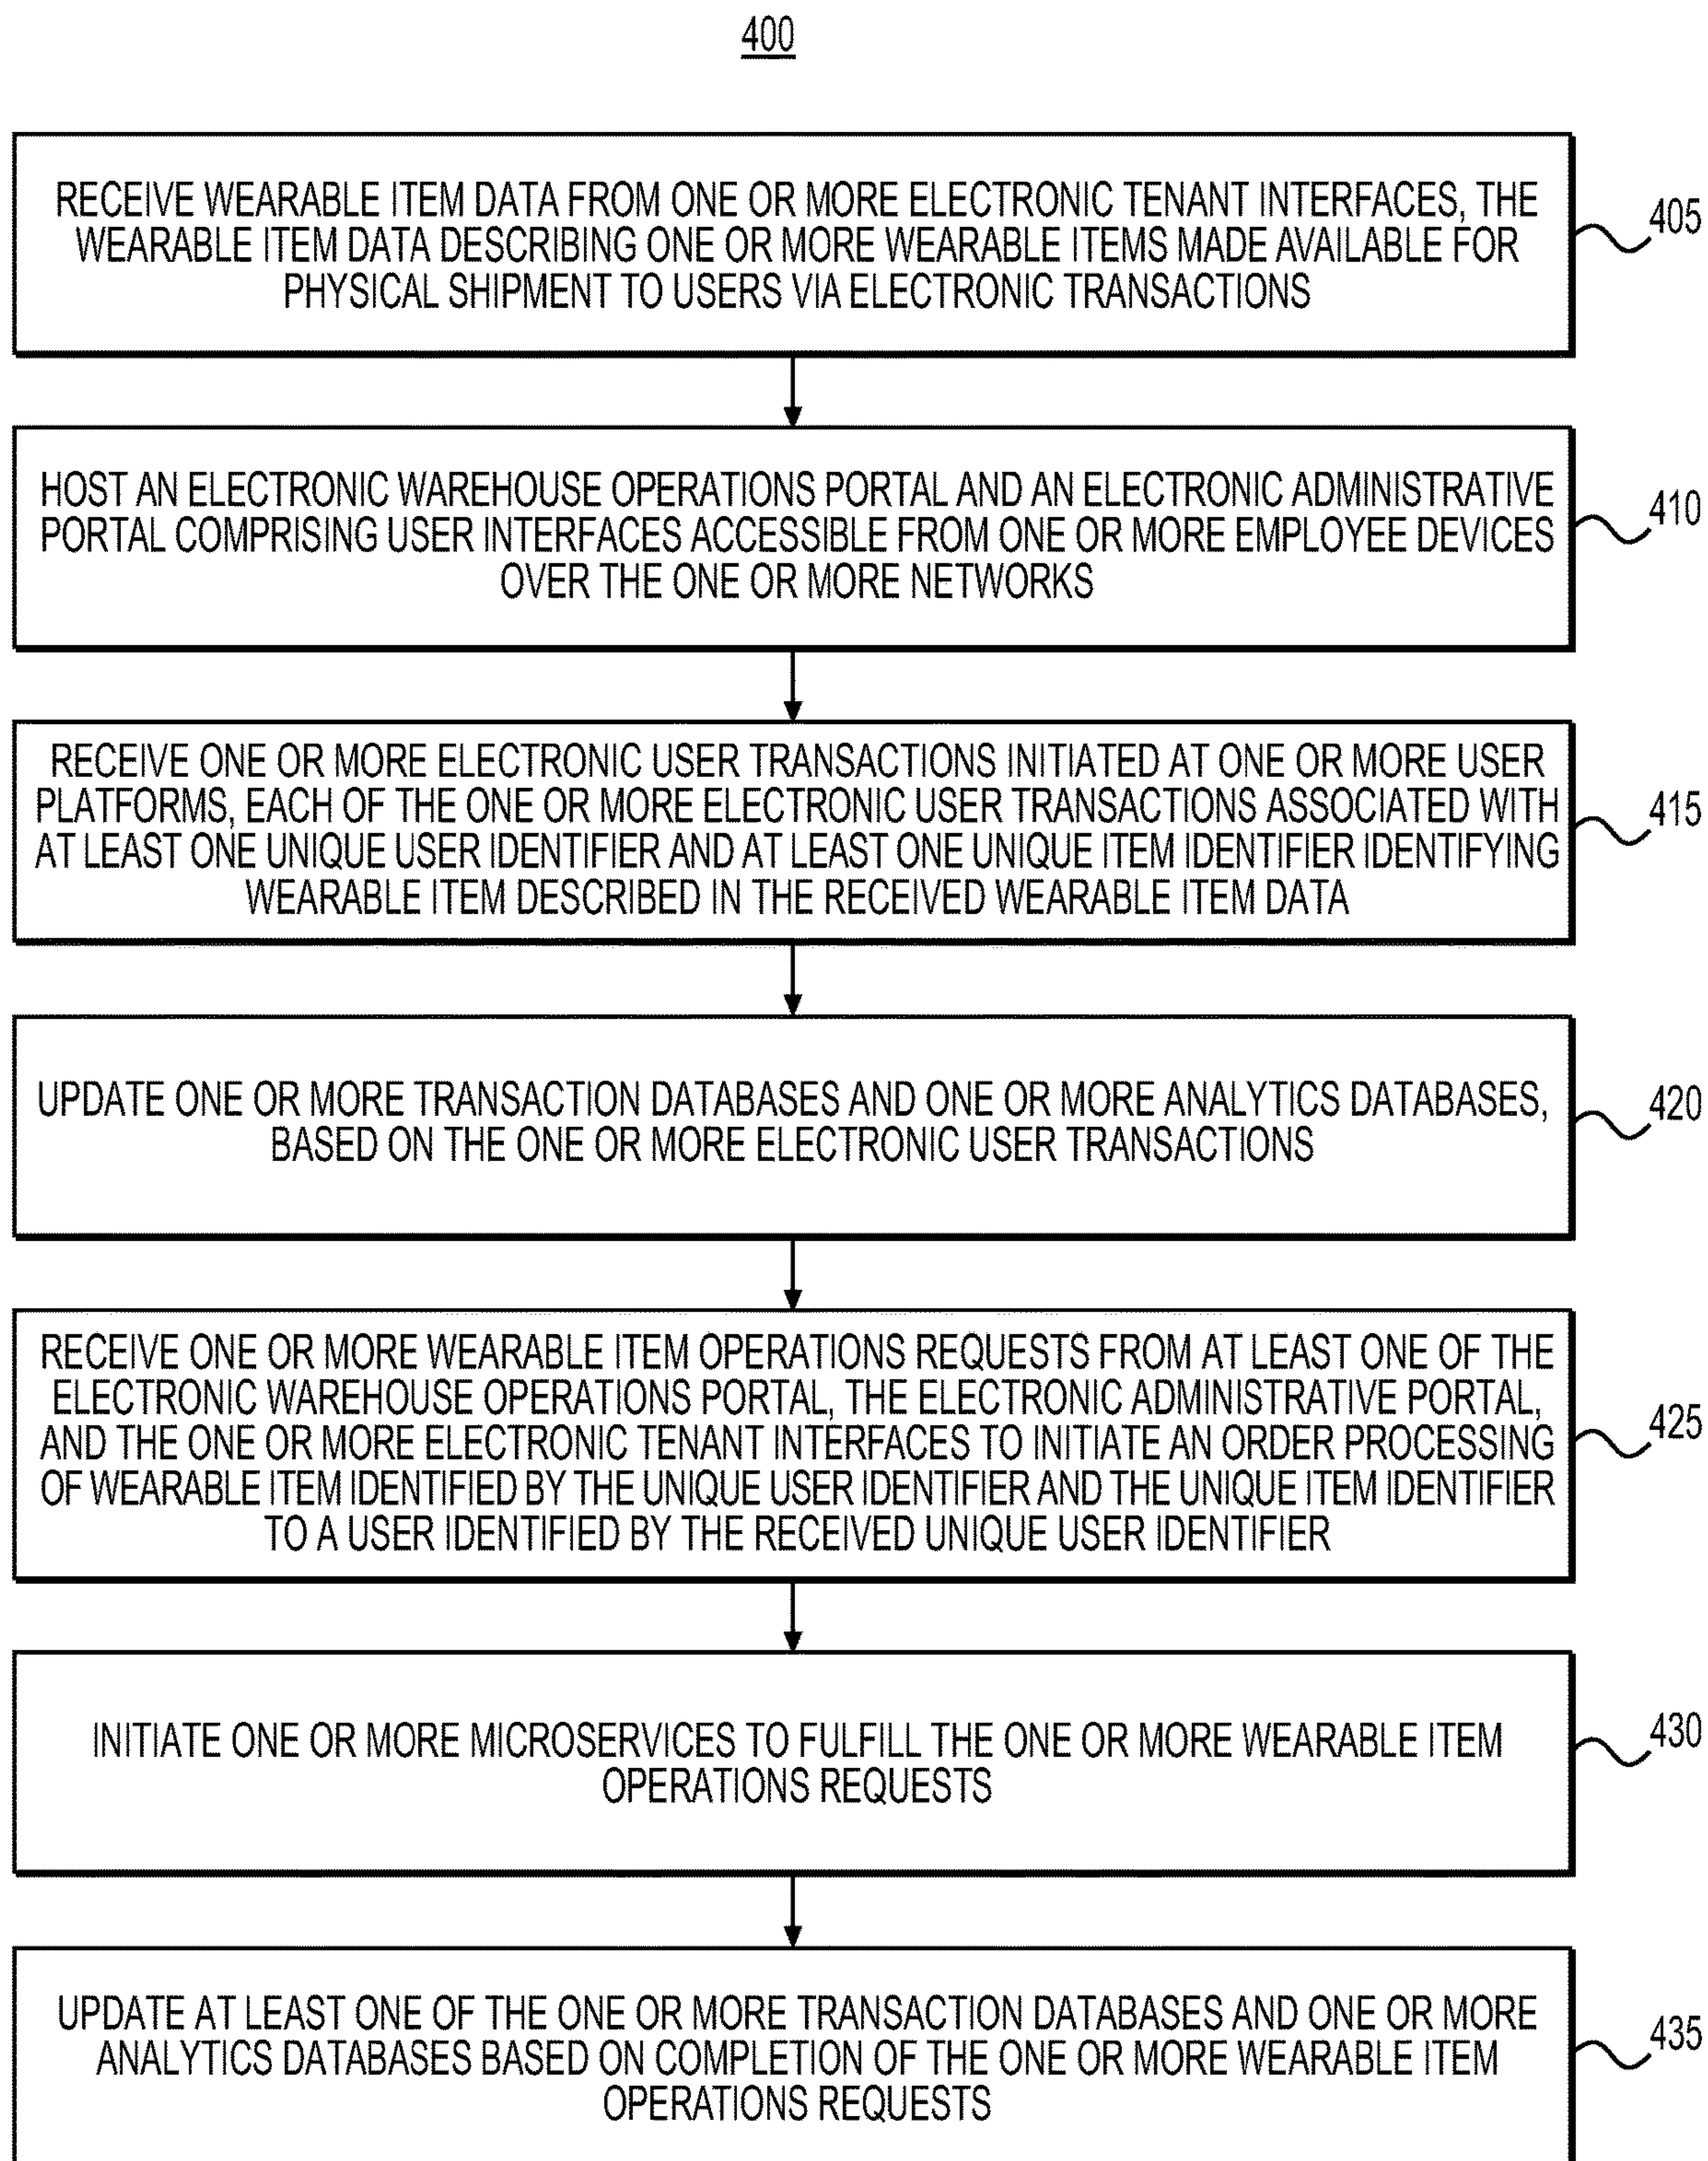 400
RECEIVE WEARABLE ITEM DATA FROM ONE OR MORE ELECTRONIC TENANT INTERFACES, THE
WEARABLE ITEM DATA DESCRIBING ONE OR MORE WEARABLE ITEMS MADE AVAILABLE FOR
PHYSICAL SHIPMENT TO USERS VIA ELECTRONIC TRANSACTIONS
405
HOST AN ELECTRONIC WAREHOUSE OPERATIONS PORTAL AND AN ELECTRONIC ADMINISTRATIVE
PORTAL COMPRISING USER INTERFACES ACCESSIBLE FROM ONE OR MORE EMPLOYEE DEVICES
OVER THE ONE OR MORE NETWORKS
410
RECEIVE ONE OR MORE ELECTRONIC USER TRANSACTIONS INITIATED AT ONE OR MORE USER
PLATFORMS, EACH OF THE ONE OR MORE ELECTRONIC USER TRANSACTIONS ASSOCIATED WITH
AT LEAST ONE UNIQUE USER IDENTIFIER AND AT LEAST ONE UNIQUE ITEM IDENTIFIER IDENTIFYING
WEARABLE ITEM DESCRIBED IN THE RECEIVED WEARABLE ITEM DATA
415
UPDATE ONE OR MORE TRANSACTION DATABASES AND ONE OR MORE ANALYTICS DATABASES,
BASED ON THE ONE OR MORE ELECTRONIC USER TRANSACTIONS
420
RECEIVE ONE OR MORE WEARABLE ITEM OPERATIONS REQUESTS FROM AT LEAST ONE OF THE
ELECTRONIC WAREHOUSE OPERATIONS PORTAL, THE ELECTRONIC ADMINISTRATIVE PORTAL,
AND THE ONE OR MORE ELECTRONIC TENANT INTERFACES TO INITIATE AN ORDER PROCESSING
OF WEARABLE ITEM IDENTIFIED BY THE UNIQUE USER IDENTIFIER AND THE UNIQUE ITEM IDENTIFIER
TO A USER IDENTIFIED BY THE RECEIVED UNIQUE USER IDENTIFIER
425
INITIATE ONE OR MORE MICROSERVICES TO FULFILL THE ONE OR MORE WEARABLE ITEM
OPERATIONS REQUESTS
430
UPDATE AT LEAST ONE OF THE ONE OR MORE TRANSACTION DATABASES AND ONE OR MORE
ANALYTICS DATABASES BASED ON COMPLETION OF THE ONE OR MORE WEARABLE ITEM
OPERATIONS REQUESTS
435